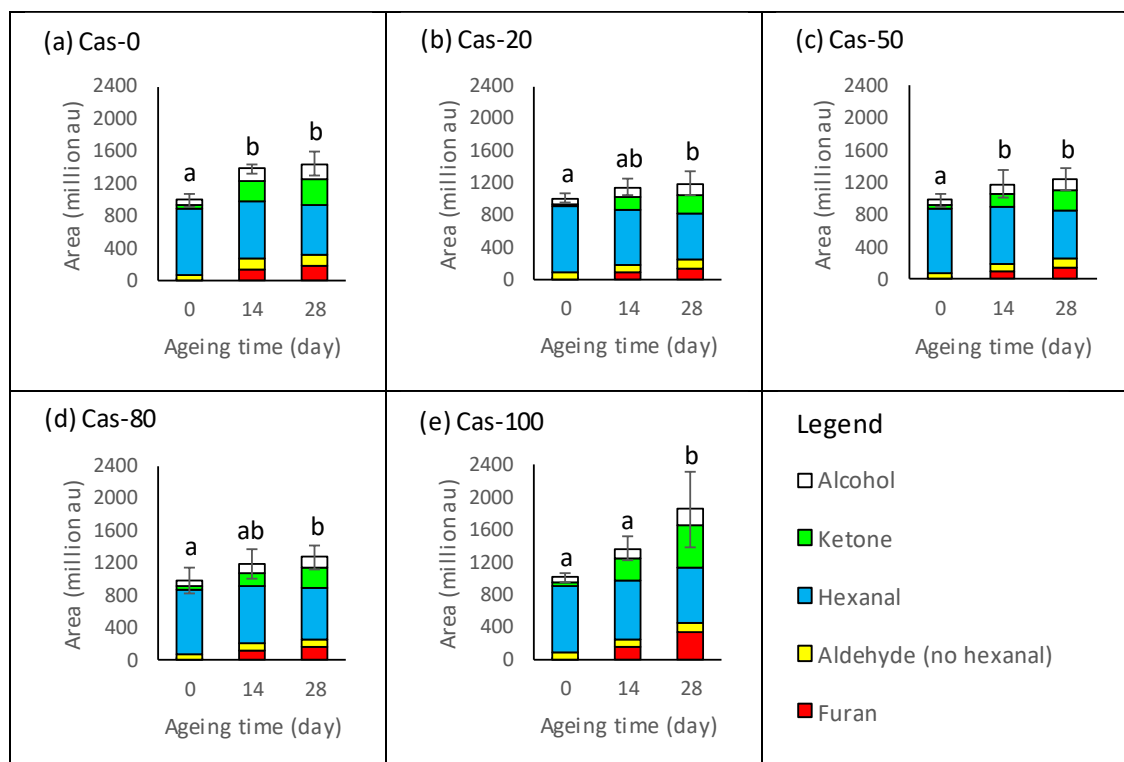 (a) Cas-0
2400
2000
1600
1200
800
400
0
Area (million au)
a
b
b
0 14 28
Ageing time (day)
(b) Cas-20
2400
2000
1600
1200
800
400
0
Area (million au)
a
ab
b
0 14 28
Ageing time (day)
(c) Cas-50
2400
2000
1600
1200
800
400
0
Area (million au)
a
b
b
0 14 28
Ageing time (day)
(d) Cas-80
2400
2000
1600
1200
800
400
0
Area (million au)
a
ab
b
0 14 28
Ageing time (day)
(e) Cas-100
2400
2000
1600
1200
800
400
0
Area (million au)
a
a
b
0 14 28
Ageing time (day)
Legend
Alcohol
Ketone
Hexanal
Aldehyde (no hexanal)
Furan